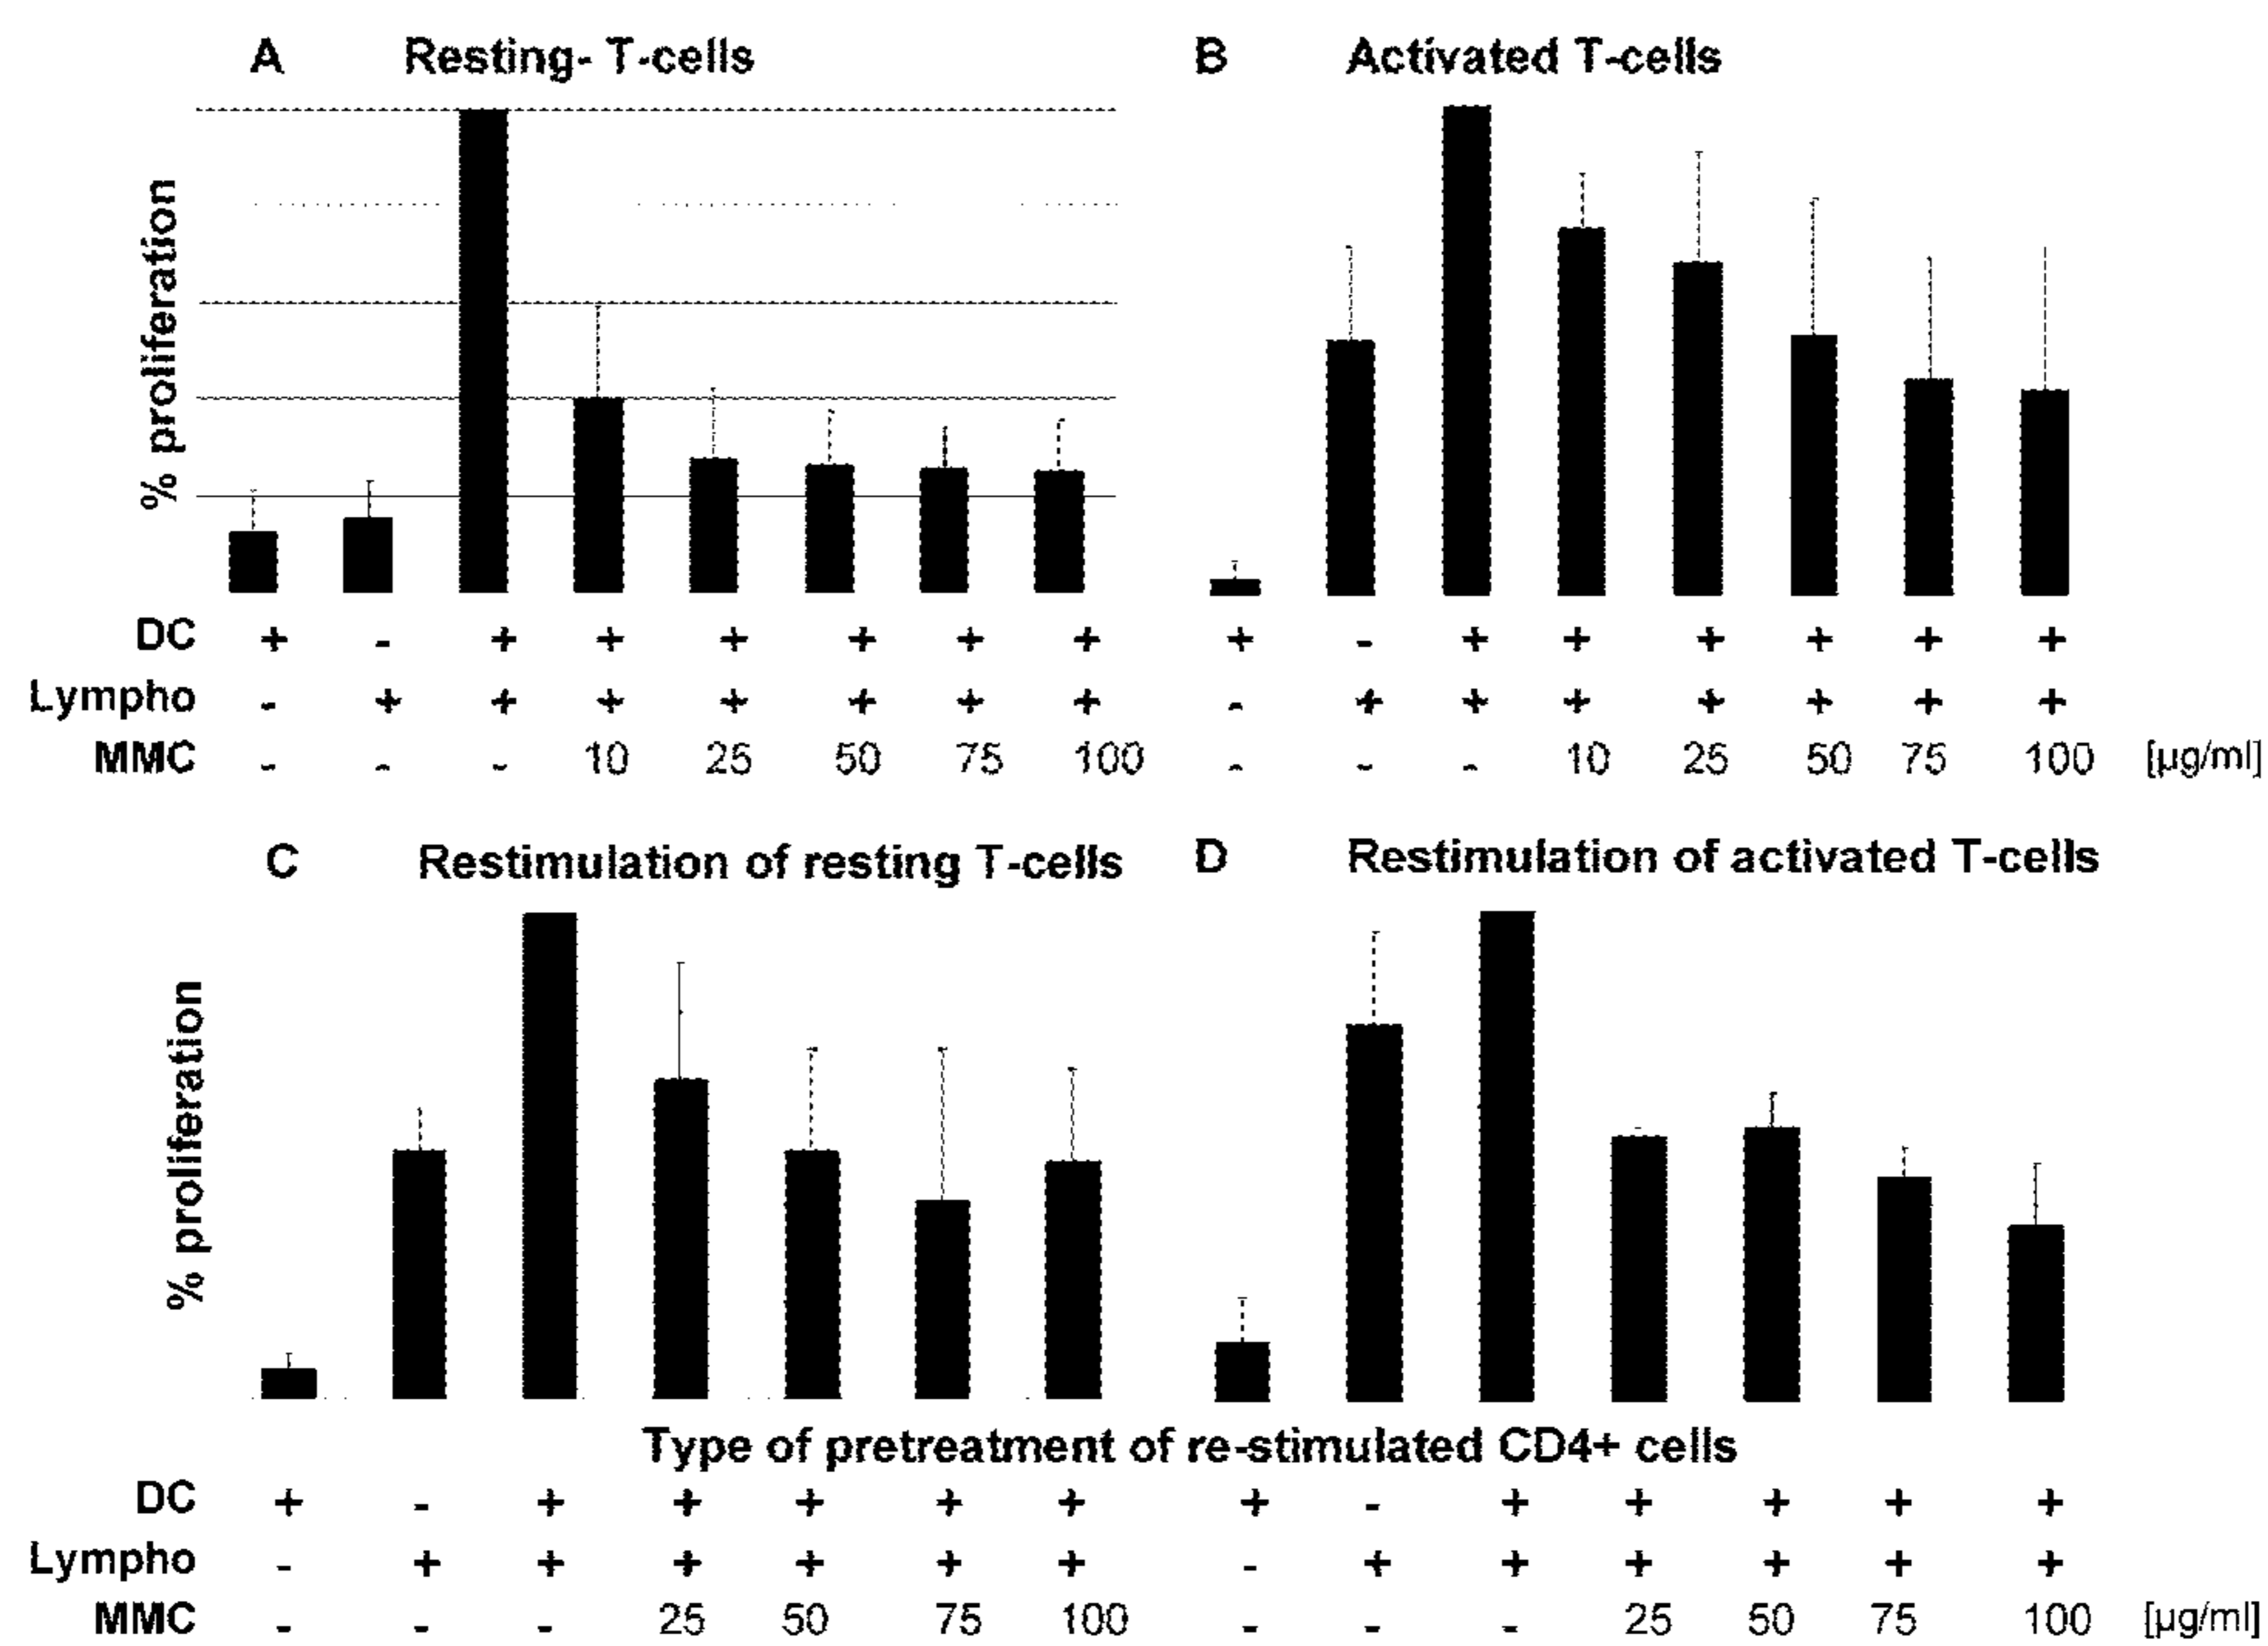 A Resting- T-cells B Activated T-cells
% proliferation
DC + - + + + + + + + - + + + + + +
Lympho - + + + + + + + - + + + + + + +
MMC - - - 10 25 50 75 100 - - - 10 25 50 75 100 [µg/ml]
C Restimulation of resting T-cells D Restimulation of activated T-cells
% proliferation
Type of pretreatment of re-stimulated CD4+ cells
DC + - + + + + + + - + + + + +
Lympho - + + + + + + - + + + + + +
MMC - - - 25 50 75 100 - - - 25 50 75 100 [µg/ml]